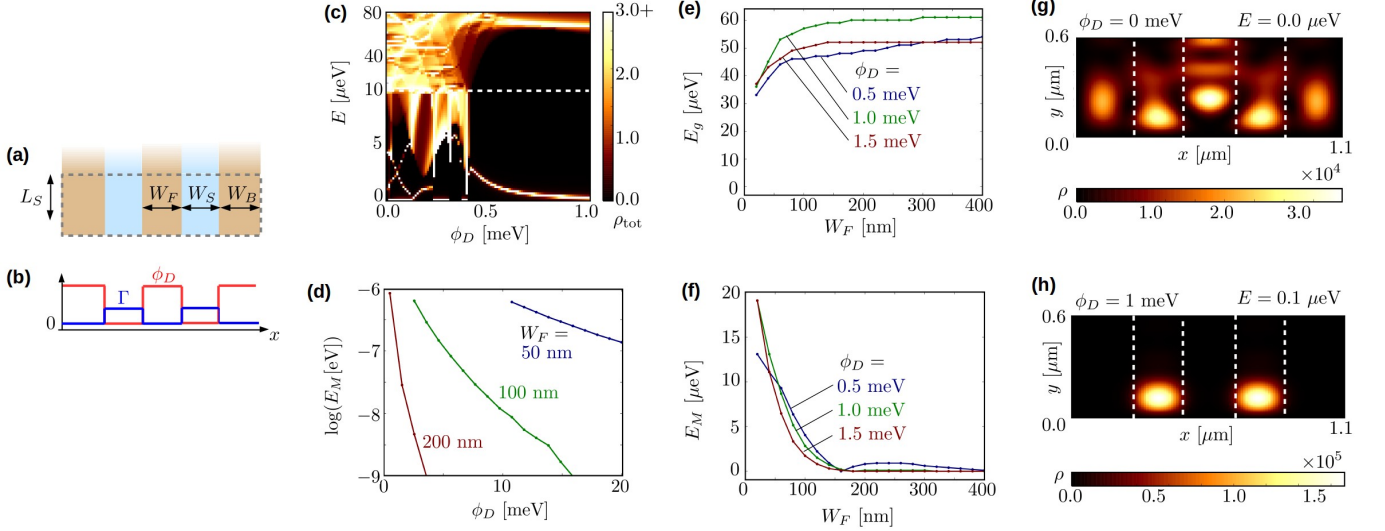 (a)
L_S
W_F
W_S
W_B
(b)
ϕ_D
Γ
0
x
(c)
80
40
10
5
0
E [μeV]
0.0
0.5
1.0
ϕ_D [meV]
3.0+
2.0
1.0
0.0
ρ_tot
(d)
−6
−7
−8
−9
log(E_M[eV])
W_F =
50 nm
100 nm
200 nm
0
5
10
15
20
ϕ_D [meV]
(e)
60
50
40
30
20
10
0
E_g [μeV]
ϕ_D =
0.5 meV
1.0 meV
1.5 meV
0
100
200
300
400
W_F [nm]
(f)
20
15
10
5
0
E_M [μeV]
ϕ_D =
0.5 meV
1.0 meV
1.5 meV
0
100
200
300
400
W_F [nm]
(g)
ϕ_D = 0 meV
E = 0.0 μeV
0.6
y [μm]
0.0
x [μm]
1.1
×10⁴
ρ
0.0
1.0
2.0
3.0
(h)
ϕ_D = 1 meV
E = 0.1 μeV
0.6
y [μm]
0.0
x [μm]
1.1
×10⁵
ρ
0.0
0.5
1.0
1.5